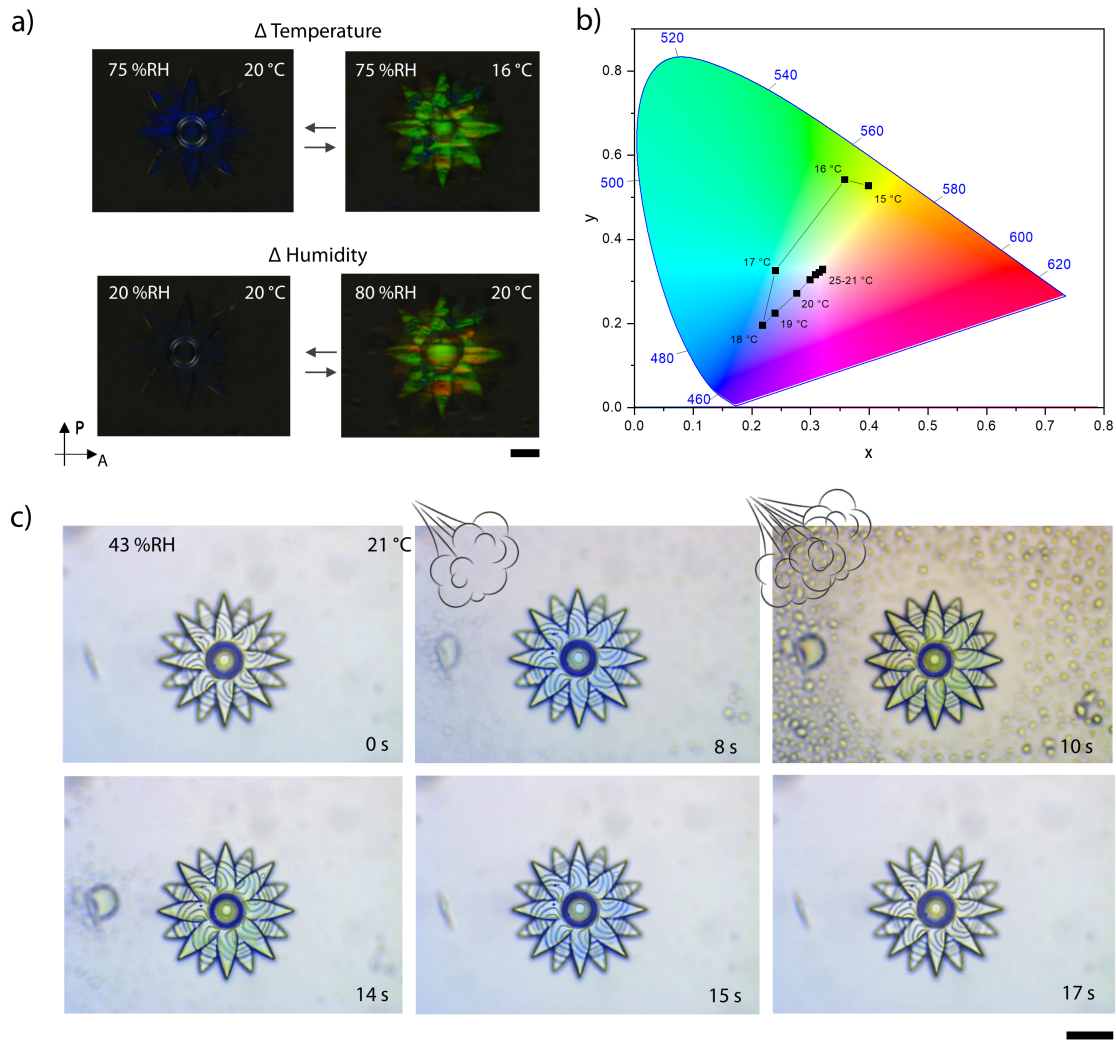 a)
Δ Temperature
75 %RH 20 °C
75 %RH 16 °C
Δ Humidity
20 %RH 20 °C
80 %RH 20 °C
P
A
b)
520
540
560
580
600
620
500
480
460
16 °C
15 °C
17 °C
25-21 °C
20 °C
19 °C
18 °C
0.8
0.6
0.4
0.2
0.0
y
0.0 0.1 0.2 0.3 0.4 0.5 0.6 0.7 0.8
x
c)
43 %RH 21 °C
0 s
8 s
10 s
14 s
15 s
17 s